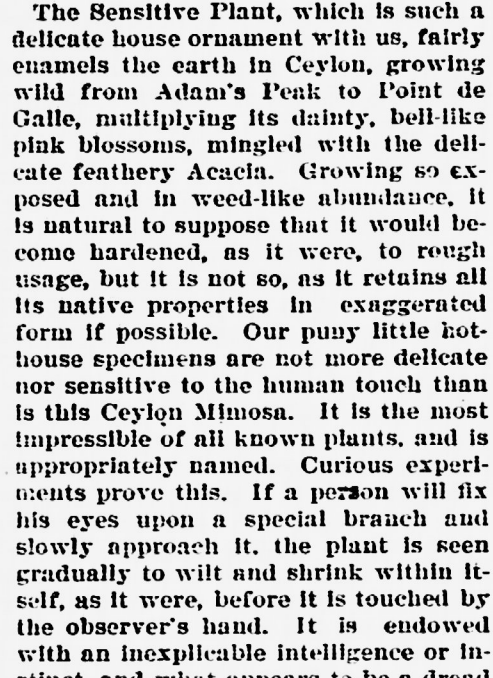 The Sensitive Plant, which is such a
delicate house ornament with us, fairly
enamels the earth in Ceylon, growing
wild from Adam's Peak to Point de
Galle, multiplying its dainty, bell-like
pink blossoms, mingled with the deli-
cate feathery Acacia. Growing so ex-
posed and in weed-like abundance, it
is natural to suppose that it would be-
come hardened, as it were, to rough
usage, but it is not so, as it retains all
its native properties in exaggerated
form if possible. Our puny little hot-
house specimens are not more delicate
nor sensitive to the human touch than
is this Ceylon Mimosa. It is the most
impressible of all known plants, and is
appropriately named. Curious experi-
ments prove this. If a person will fix
his eyes upon a special branch and
slowly approach it, the plant is seen
gradually to wilt and shrink within it-
self, as it were, before it is touched by
the observer's hand. It is endowed
with an inexplicable intelligence or in-
stinct, and what appears to be a dread